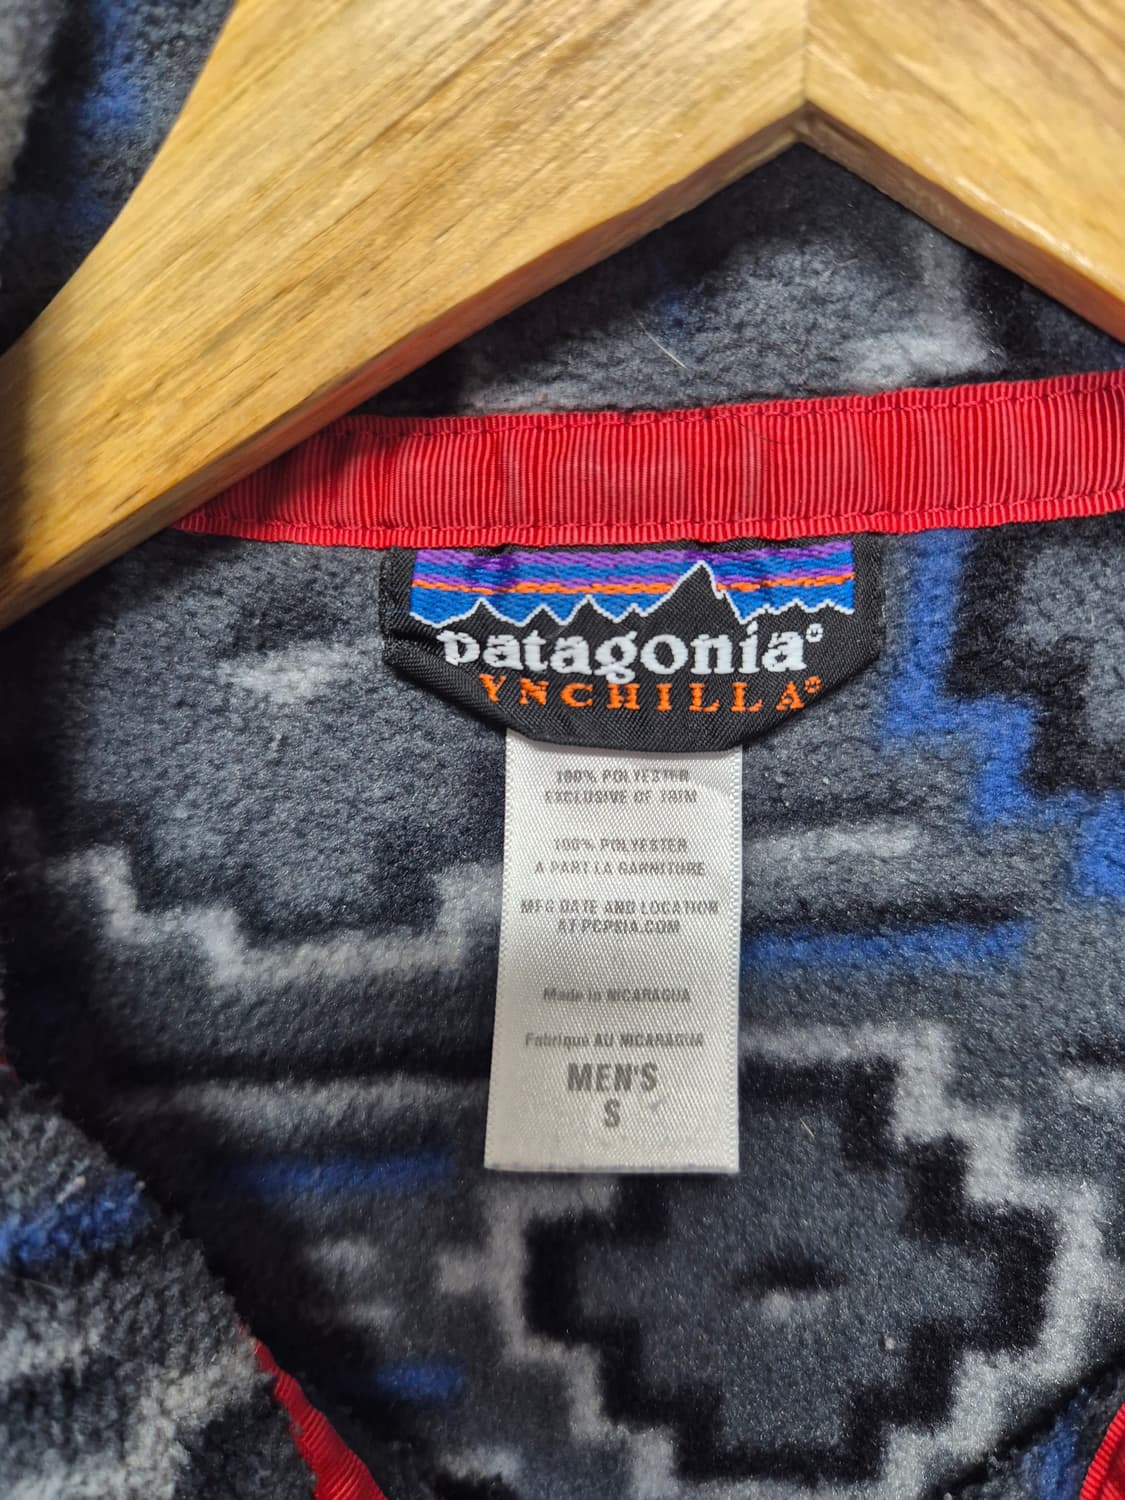 patagonia®
YNCHILLA®
100% POLYESTER
EXCLUSIVE OF TRIM
100% POLYESTER
A PART LA GARNITURE
MFG DATE AND LOCATION
AT PCPSIA.COM
Made in NICARAGUA
Fabriqué AU NICARAGUA
MEN'S
S